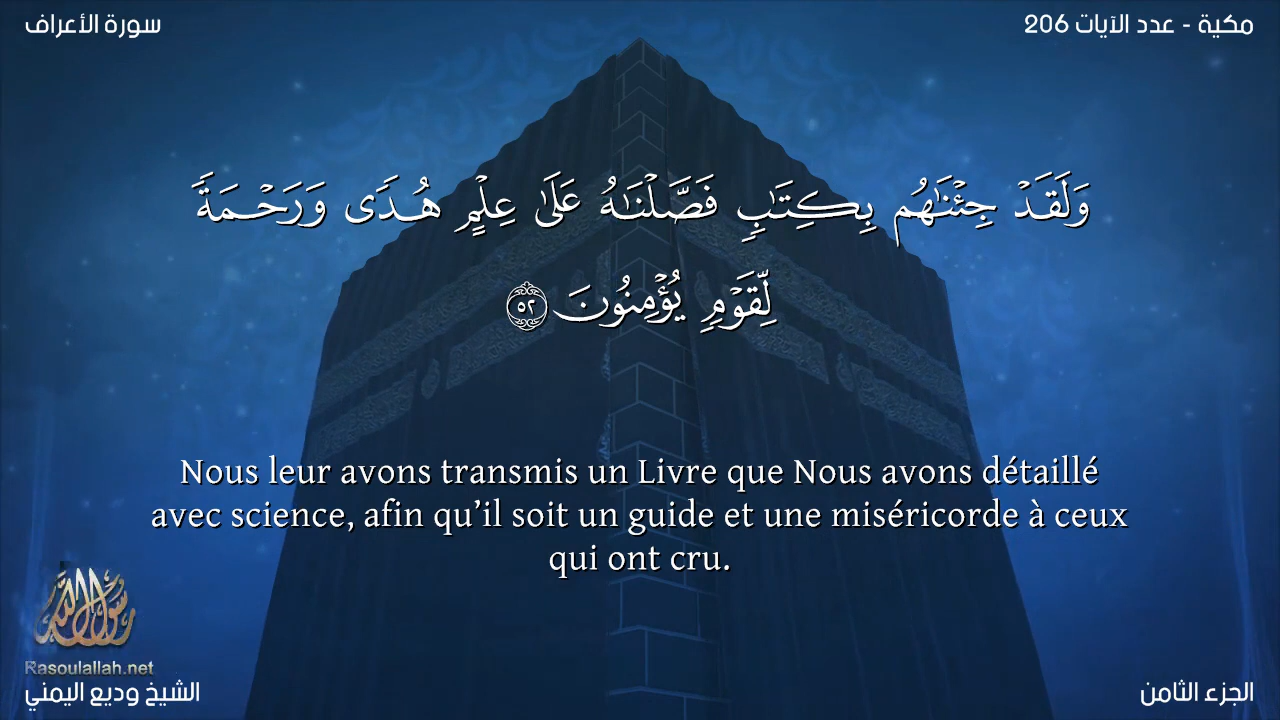 سورة الأعراف
مكية - عدد الآيات 206
وَلَقَدْ جِئْنَٰهُم بِكِتَٰبٍ فَصَّلْنَٰهُ عَلَىٰ عِلْمٍ هُدًى وَرَحْمَةً
لِّقَوْمٍ يُؤْمِنُونَ ٥٢
Nous leur avons transmis un Livre que Nous avons détaillé
avec science, afin qu’il soit un guide et une miséricorde à ceux
qui ont cru.
رسول الله
Rasoulallah.net
الشيخ وديع اليمني
الجزء الثامن